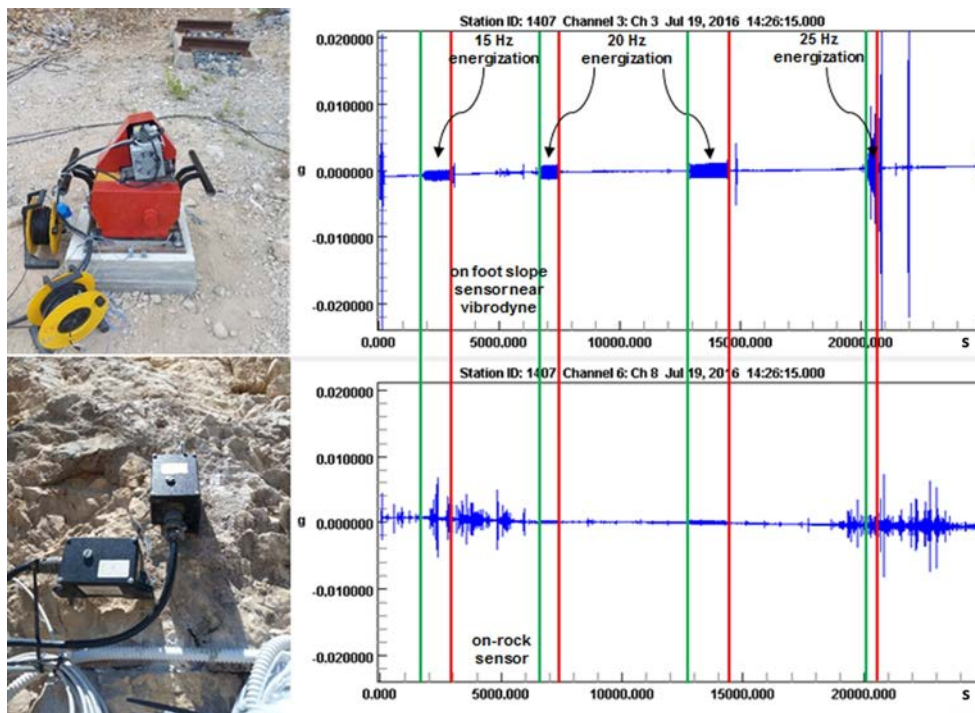 Station ID: 1407 Channel 3: Ch 3 Jul 19, 2016 14:26:15.000
0.020000
0.010000
g
0.000000
-0.010000
-0.020000
15 Hz
energization
20 Hz
energization
25 Hz
energization
on foot slope
sensor near
vibrodyne
0.000
5000.000
10000.000
15000.000
20000.000
S
Station ID: 1407 Channel 6: Ch 8 Jul 19, 2016 14:26:15.000
0.020000
0.010000
g
0.000000
-0.010000
-0.020000
on-rock
sensor
0.000
5000.000
10000.000
15000.000
20000.000
S